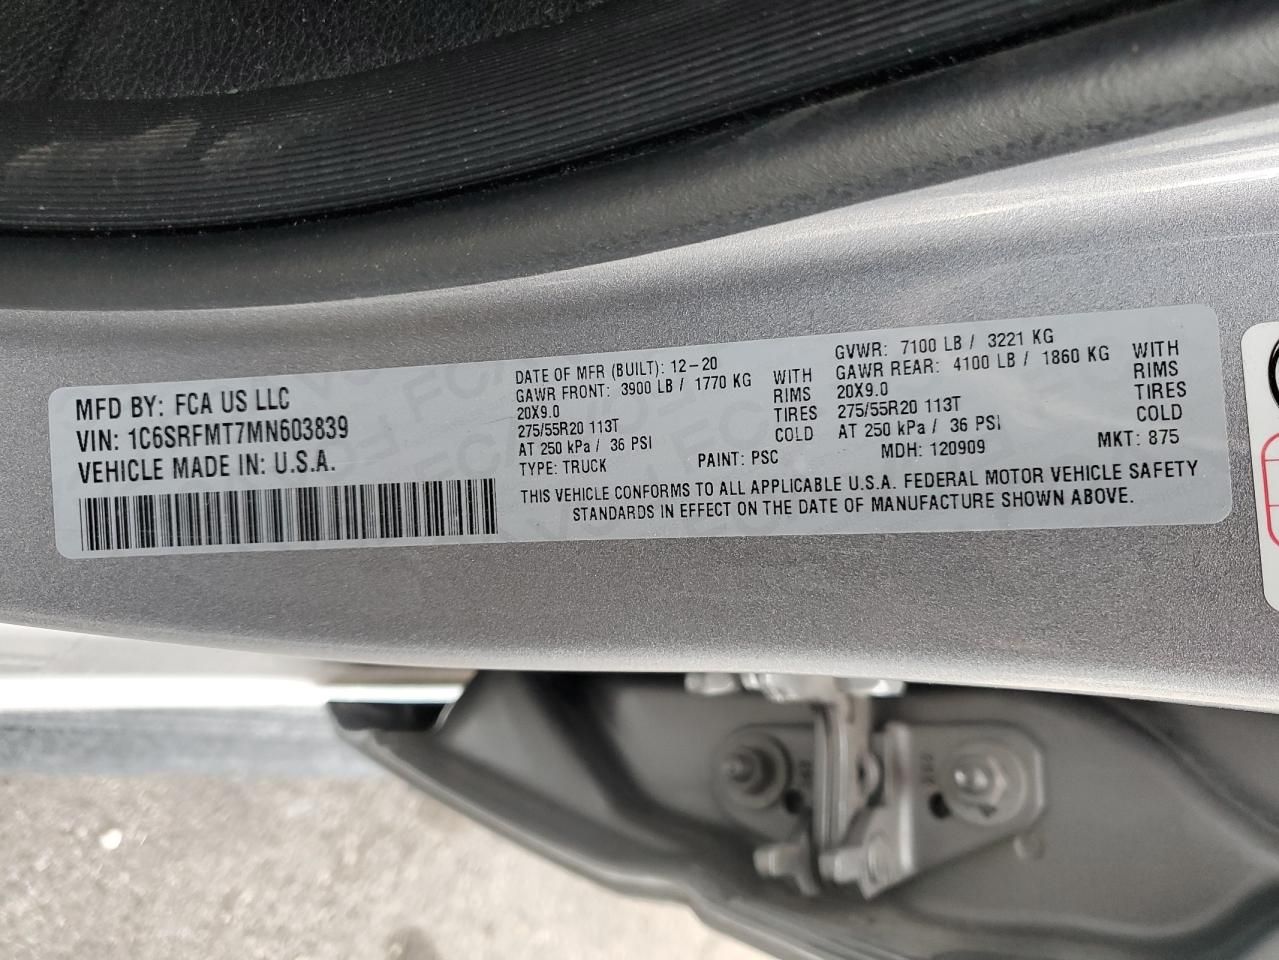 MFD BY: FCA US LLC
VIN: 1C6SRFMT7MN603839
VEHICLE MADE IN: U.S.A.
DATE OF MFR (BUILT): 12-20
GAWR FRONT: 3900 LB / 1770 KG WITH
20X9.0 RIMS
275/55R20 113T TIRES
AT 250 kPa / 36 PSI COLD
TYPE: TRUCK PAINT: PSC
GVWR: 7100 LB / 3221 KG
GAWR REAR: 4100 LB / 1860 KG WITH
20X9.0 RIMS
275/55R20 113T TIRES
AT 250 kPa / 36 PSI COLD
MDH: 120909 MKT: 875
THIS VEHICLE CONFORMS TO ALL APPLICABLE U.S.A. FEDERAL MOTOR VEHICLE SAFETY
STANDARDS IN EFFECT ON THE DATE OF MANUFACTURE SHOWN ABOVE.